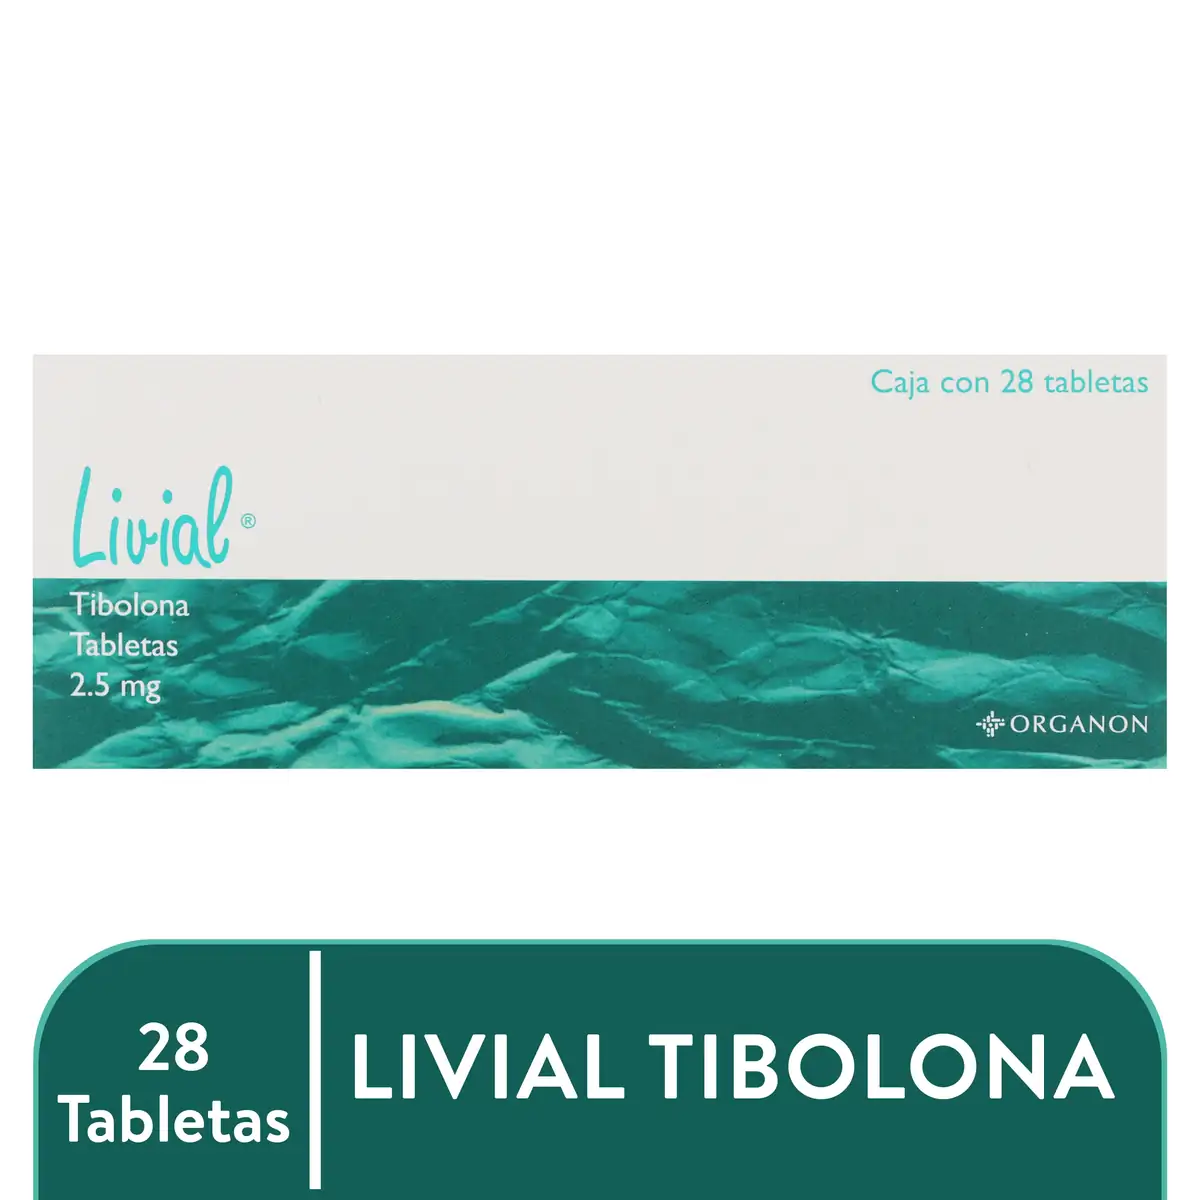 Caja con 28 tabletas
Livial®
Tibolona
Tabletas
2.5 mg
ORGANON
28
Tabletas
LIVIAL TIBOLONA